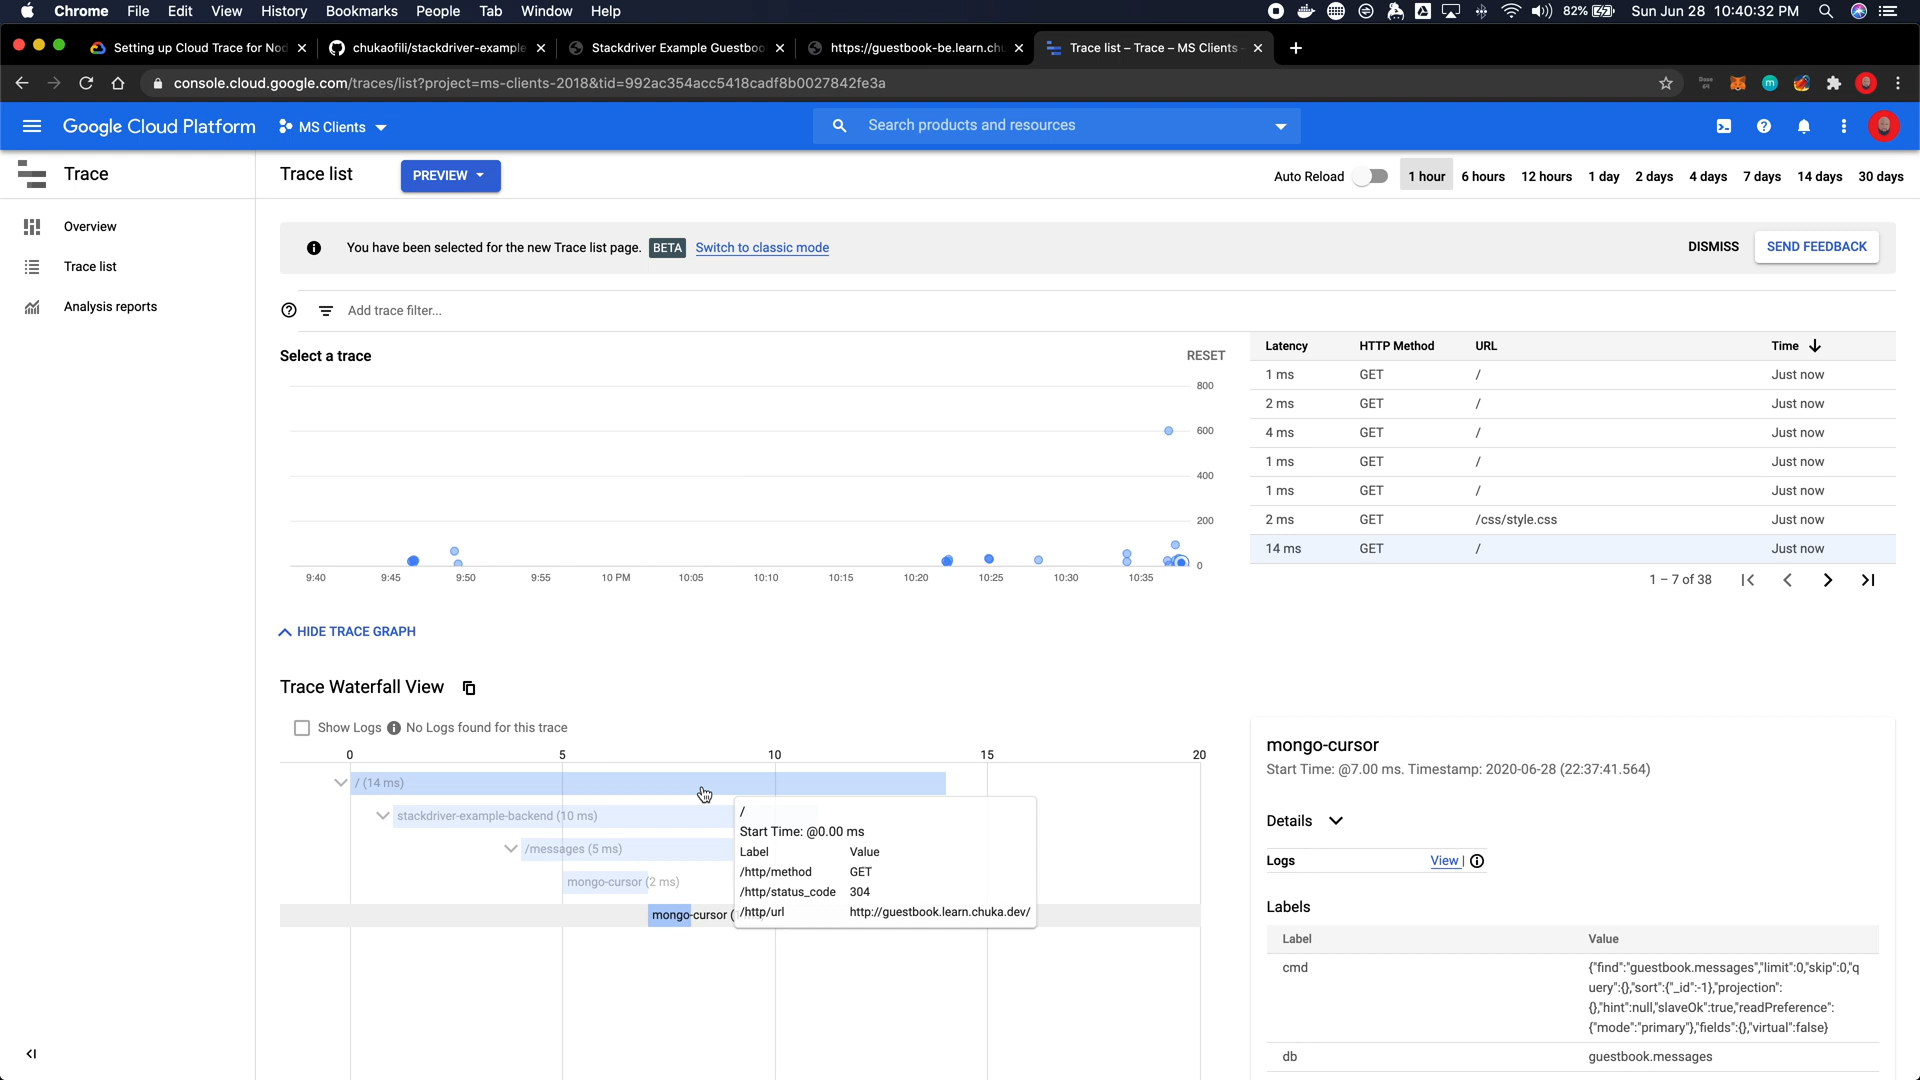 Chrome File Edit View History Bookmarks People Tab Window Help 82% Sun Jun 28 10:40:32 PM
Setting up Cloud Trace for Nod
chukaofili/stackdriver-example
Stackdriver Example Guestboo
https://guestbook-be.learn.ch
Trace list – Trace – MS Clients
console.cloud.google.com/traces/list?project=ms-clients-2018&tid=992ac354acc5418cadf8b0027842fe3a
Google Cloud Platform MS Clients Search products and resources
Trace
Trace list PREVIEW Auto Reload 1 hour 6 hours 12 hours 1 day 2 days 4 days 7 days 14 days 30 days
Overview
Trace list
Analysis reports
You have been selected for the new Trace list page. BETA Switch to classic mode DISMISS SEND FEEDBACK
Add trace filter...
Select a trace RESET
800
600
400
200
0
9:40 9:45 9:50 9:55 10 PM 10:05 10:10 10:15 10:20 10:25 10:30 10:35
Latency HTTP Method URL Time
1 ms GET / Just now
2 ms GET / Just now
4 ms GET / Just now
1 ms GET / Just now
1 ms GET / Just now
2 ms GET /css/style.css Just now
14 ms GET / Just now
1 – 7 of 38
HIDE TRACE GRAPH
Trace Waterfall View
Show Logs No Logs found for this trace
0 5 10 15 20
/ (14 ms)
stackdriver-example-backend (10 ms)
/messages (5 ms)
mongo-cursor (2 ms)
mongo-cursor (
/
Start Time: @0.00 ms
Label Value
/http/method GET
/http/status_code 304
/http/url http://guestbook.learn.chuka.dev/
mongo-cursor
Start Time: @7.00 ms. Timestamp: 2020-06-28 (22:37:41.564)
Details
Logs View
Labels
Label Value
cmd {"find":"guestbook.messages","limit":0,"skip":0,"q
uery":{},"sort":{"_id":-1},"projection":
{},"hint":null,"slaveOk":true,"readPreference":
{"mode":"primary"},"fields":{},"virtual":false}
db guestbook.messages